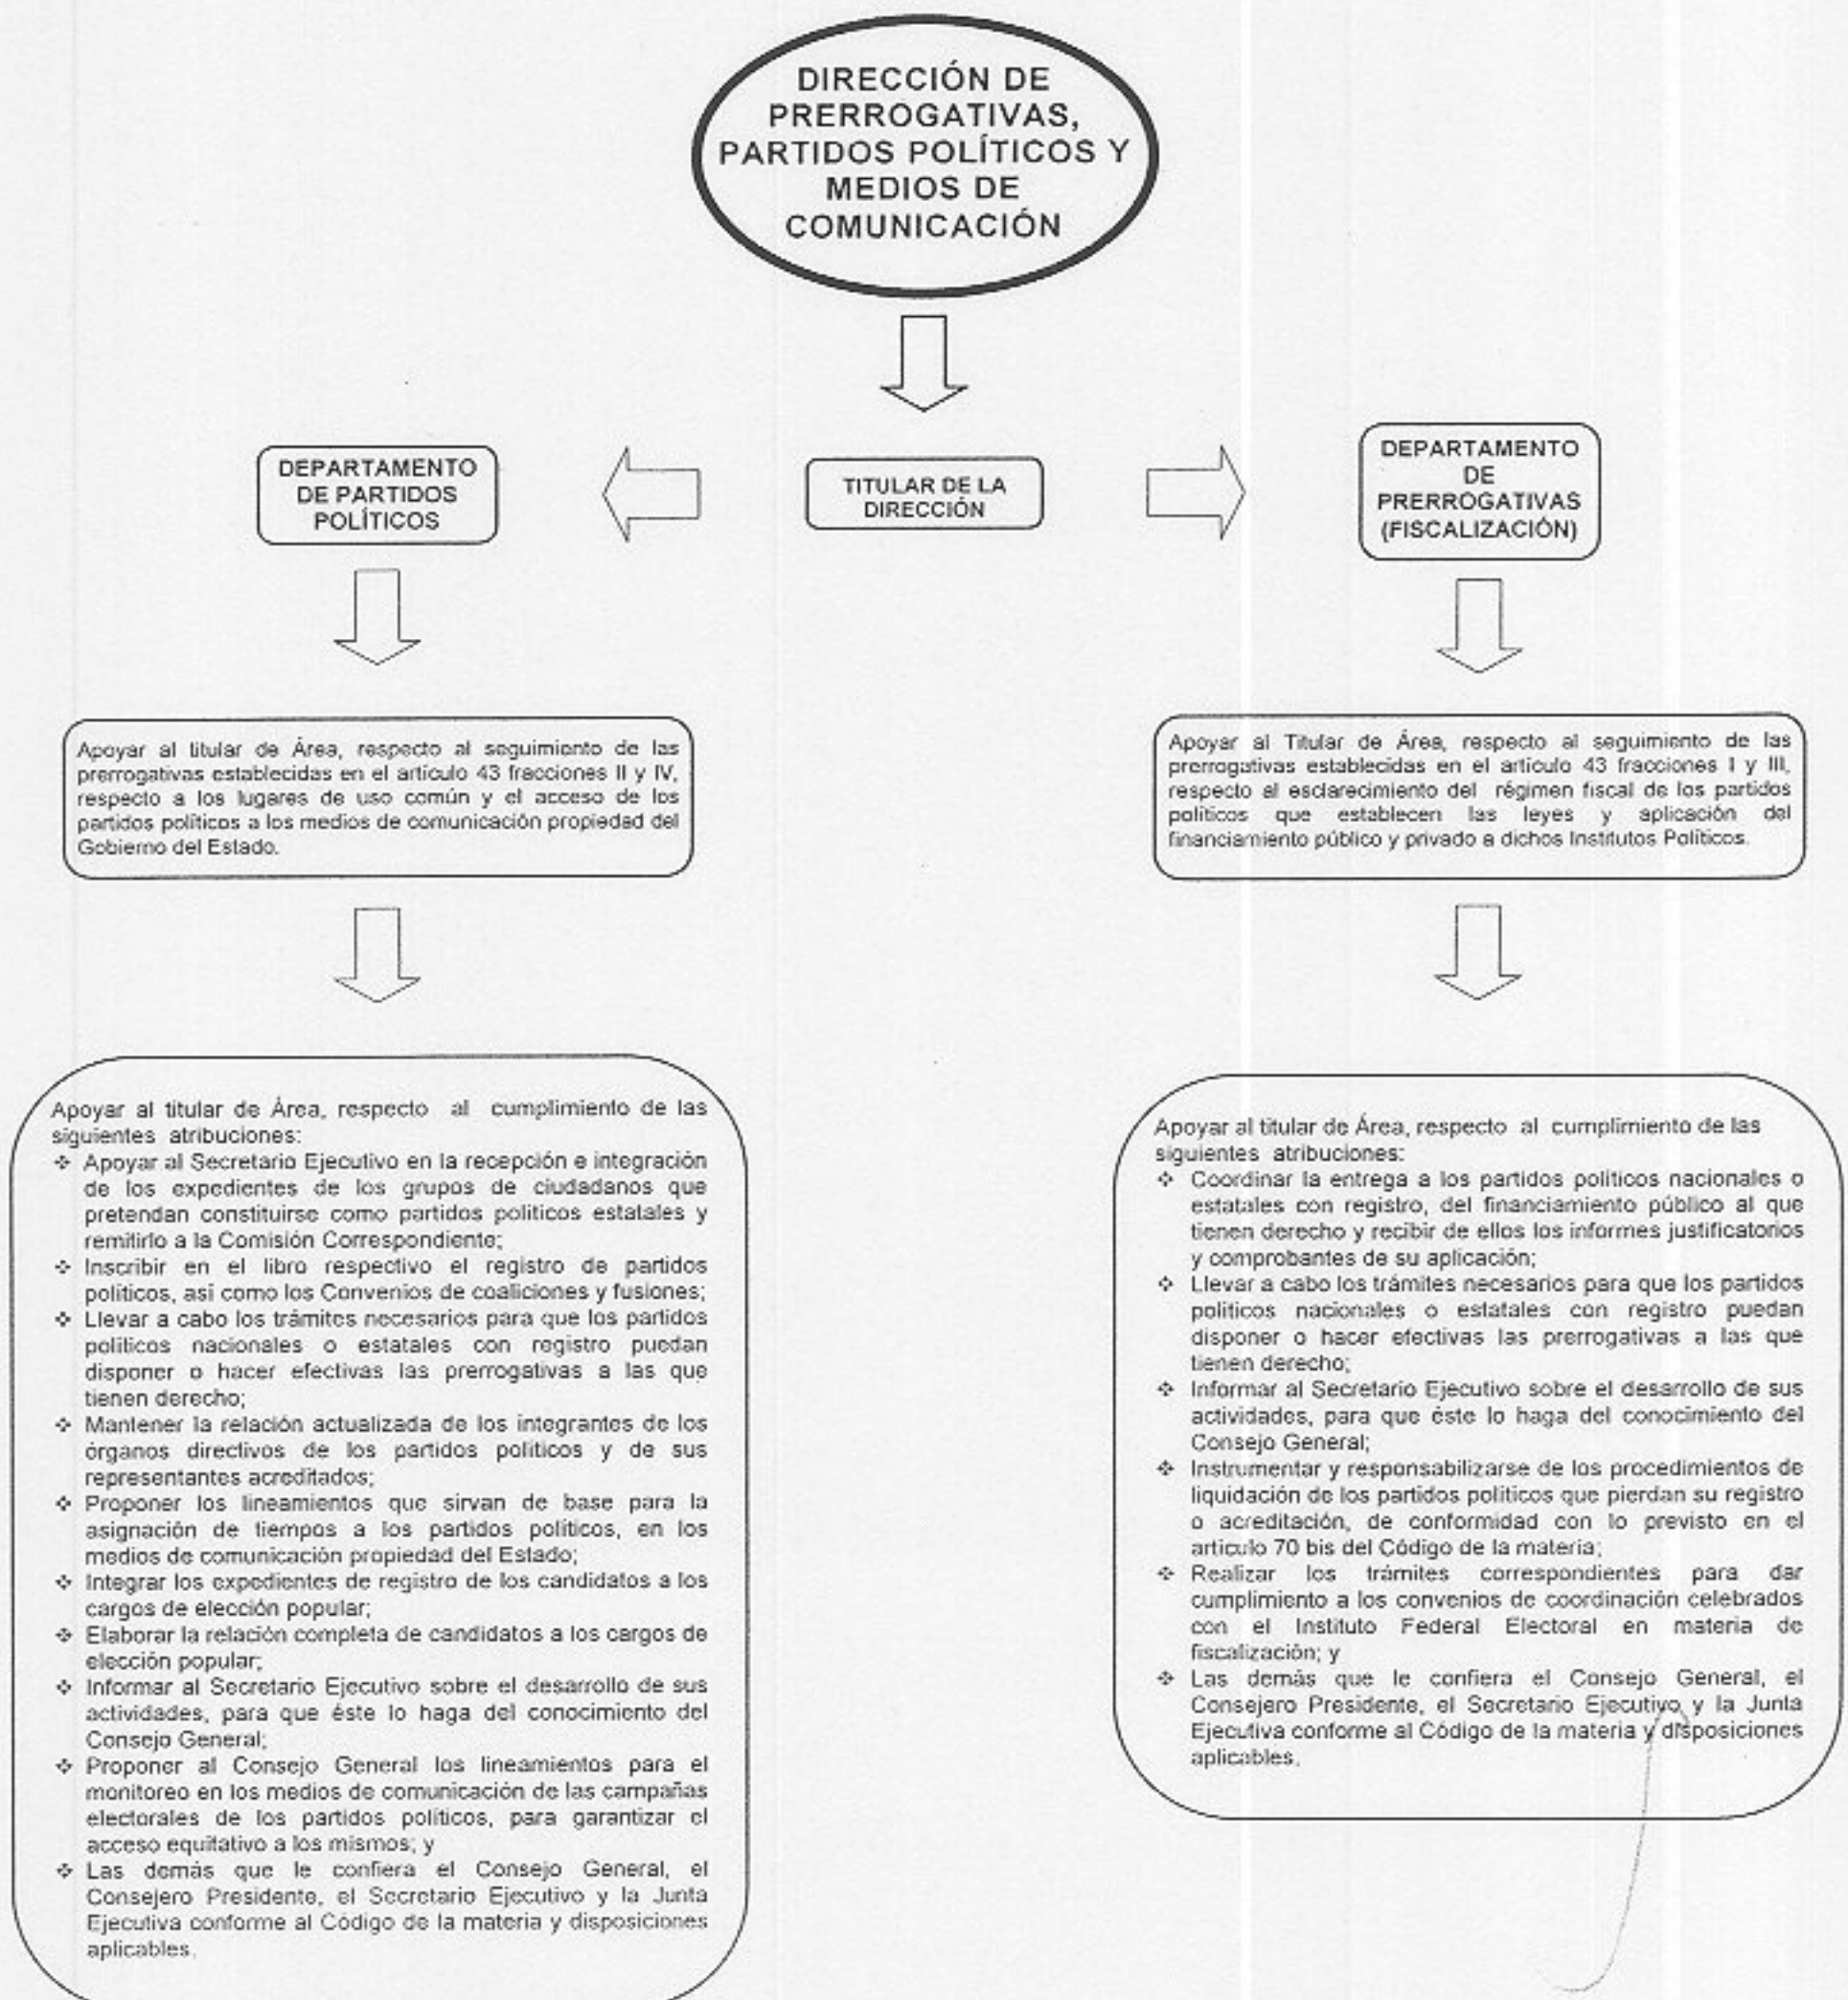 DIRECCIÓN DE
PRERROGATIVAS,
PARTIDOS POLÍTICOS Y
MEDIOS DE
COMUNICACIÓN
DEPARTAMENTO
DE PARTIDOS
POLÍTICOS
TITULAR DE LA
DIRECCIÓN
DEPARTAMENTO
DE
PRERROGATIVAS
(FISCALIZACIÓN)
Apoyar al titular de Área, respecto al seguimiento de las
prerrogativas establecidas en el artículo 43 fracciones II y IV,
respecto a los lugares de uso común y el acceso de los
partidos políticos a los medios de comunicación propiedad del
Gobierno del Estado.
Apoyar al Titular de Área, respecto al seguimiento de las
prerrogativas establecidas en el artículo 43 fracciones I y III,
respecto al esclarecimiento del régimen fiscal de los partidos
políticos que establecen las leyes y aplicación del
financiamiento público y privado a dichos Institutos Políticos.
Apoyar al titular de Área, respecto al cumplimiento de las
siguientes atribuciones:
❖ Apoyar al Secretario Ejecutivo en la recepción e integración
de los expedientes de los grupos de ciudadanos que
pretendan constituirse como partidos políticos estatales y
remitirlo a la Comisión Correspondiente;
❖ Inscribir en el libro respectivo el registro de partidos
políticos, así como los Convenios de coaliciones y fusiones;
❖ Llevar a cabo los trámites necesarios para que los partidos
políticos nacionales o estatales con registro puedan
disponer o hacer efectivas las prerrogativas a las que
tienen derecho;
❖ Mantener la relación actualizada de los integrantes de los
órganos directivos de los partidos políticos y de sus
representantes acreditados;
❖ Proponer los lineamientos que sirvan de base para la
asignación de tiempos a los partidos políticos, en los
medios de comunicación propiedad del Estado;
❖ Integrar los expedientes de registro de los candidatos a los
cargos de elección popular;
❖ Elaborar la relación completa de candidatos a los cargos de
elección popular;
❖ Informar al Secretario Ejecutivo sobre el desarrollo de sus
actividades, para que éste lo haga del conocimiento del
Consejo General;
❖ Proponer al Consejo General los lineamientos para el
monitoreo en los medios de comunicación de las campañas
electorales de los partidos políticos, para garantizar el
acceso equitativo a los mismos; y
❖ Las demás que le confiera el Consejo General, el
Consejero Presidente, el Secretario Ejecutivo y la Junta
Ejecutiva conforme al Código de la materia y disposiciones
aplicables.
Apoyar al titular de Área, respecto al cumplimiento de las
siguientes atribuciones:
❖ Coordinar la entrega a los partidos políticos nacionales o
estatales con registro, del financiamiento público al que
tienen derecho y recibir de ellos los informes justificatorios
y comprobantes de su aplicación;
❖ Llevar a cabo los trámites necesarios para que los partidos
políticos nacionales o estatales con registro puedan
disponer o hacer efectivas las prerrogativas a las que
tienen derecho;
❖ Informar al Secretario Ejecutivo sobre el desarrollo de sus
actividades, para que éste lo haga del conocimiento del
Consejo General;
❖ Instrumentar y responsabilizarse de los procedimientos de
liquidación de los partidos políticos que pierdan su registro
o acreditación, de conformidad con lo previsto en el
artículo 70 bis del Código de la materia;
❖ Realizar los trámites correspondientes para dar
cumplimiento a los convenios de coordinación celebrados
con el Instituto Federal Electoral en materia de
fiscalización; y
❖ Las demás que le confiera el Consejo General, el
Consejero Presidente, el Secretario Ejecutivo y la Junta
Ejecutiva conforme al Código de la materia y disposiciones
aplicables.